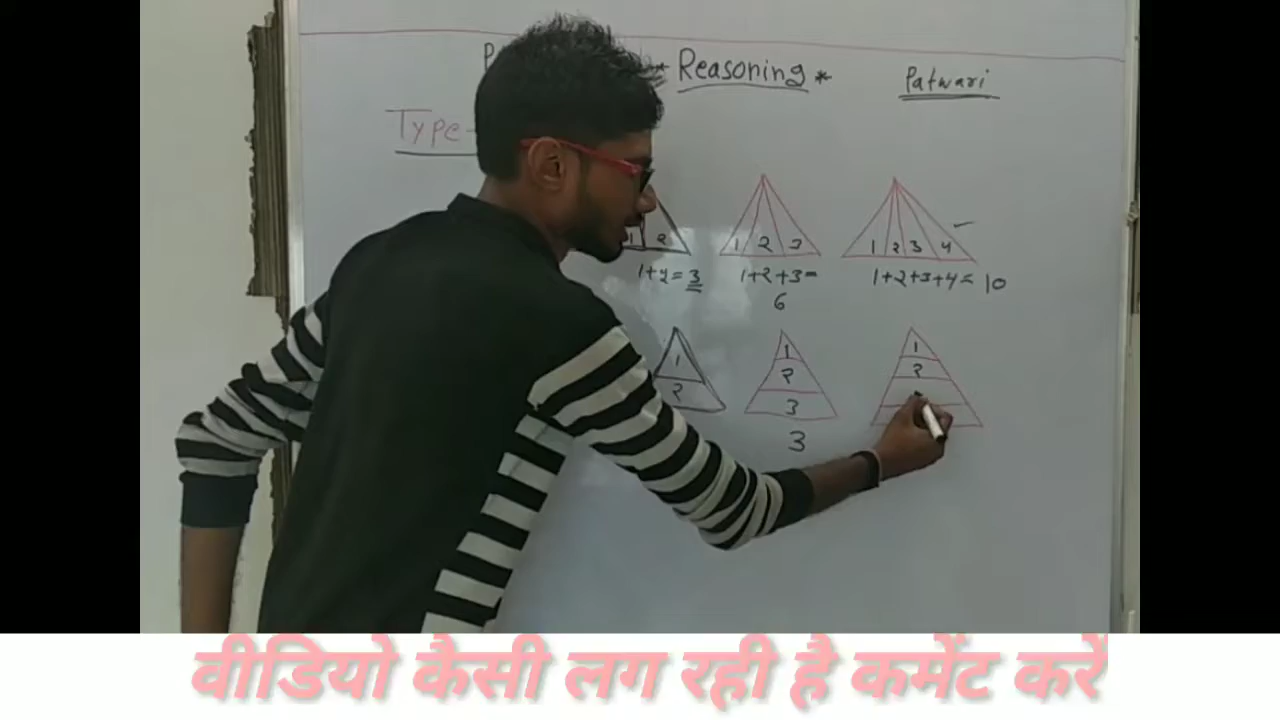 Reasoning * Patwari
Type-
1 2
1 2 3
1 2 3 4
1+2=3
1+2+3=
6
1+2+3+4=10
1
2
1
2
3
3
1
2
वीडियो कैसी लग रही है कमेंट करें